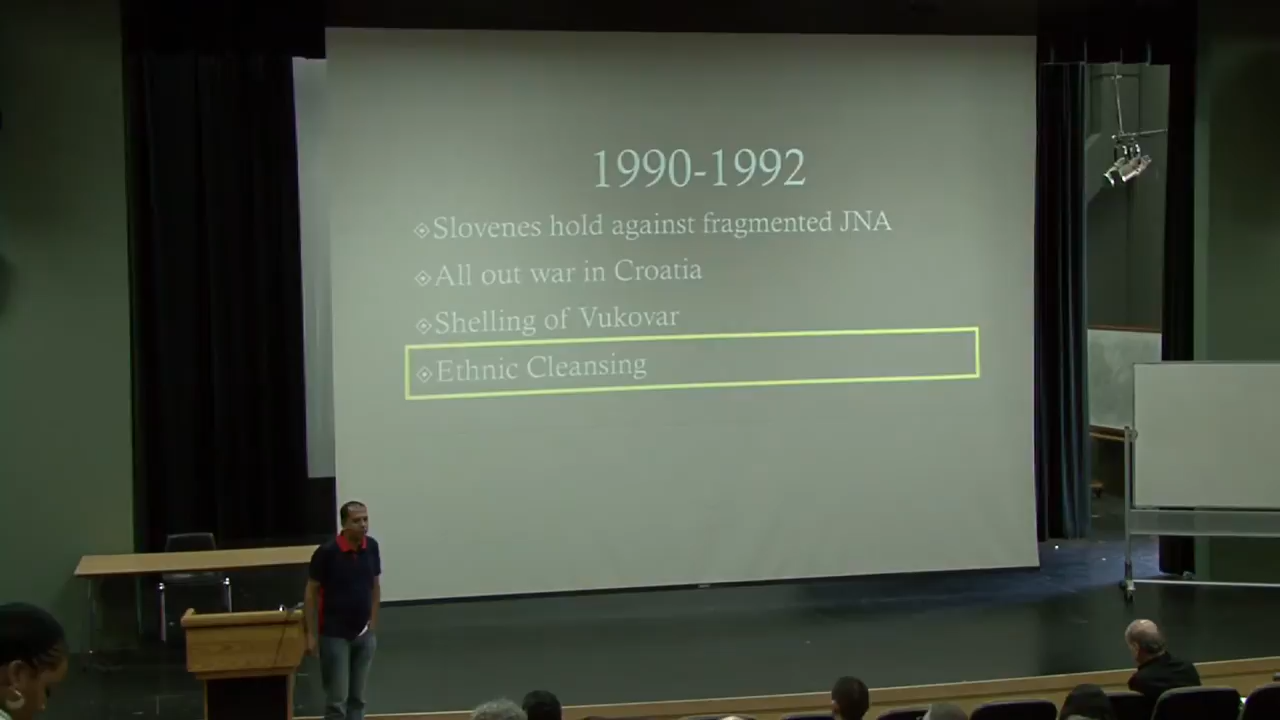 1990-1992
Slovenes hold against fragmented JNA
All out war in Croatia
Shelling of Vukovar
Ethnic Cleansing